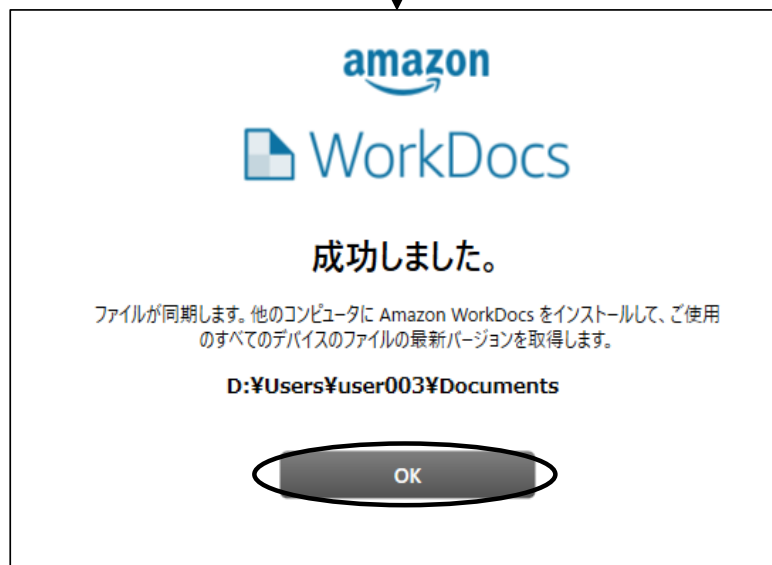 amazon
WorkDocs
成功しました。
ファイルが同期します。他のコンピュータに Amazon WorkDocs をインストールして、ご使用
のすべてのデバイスのファイルの最新バージョンを取得します。
D:¥Users¥user003¥Documents
OK